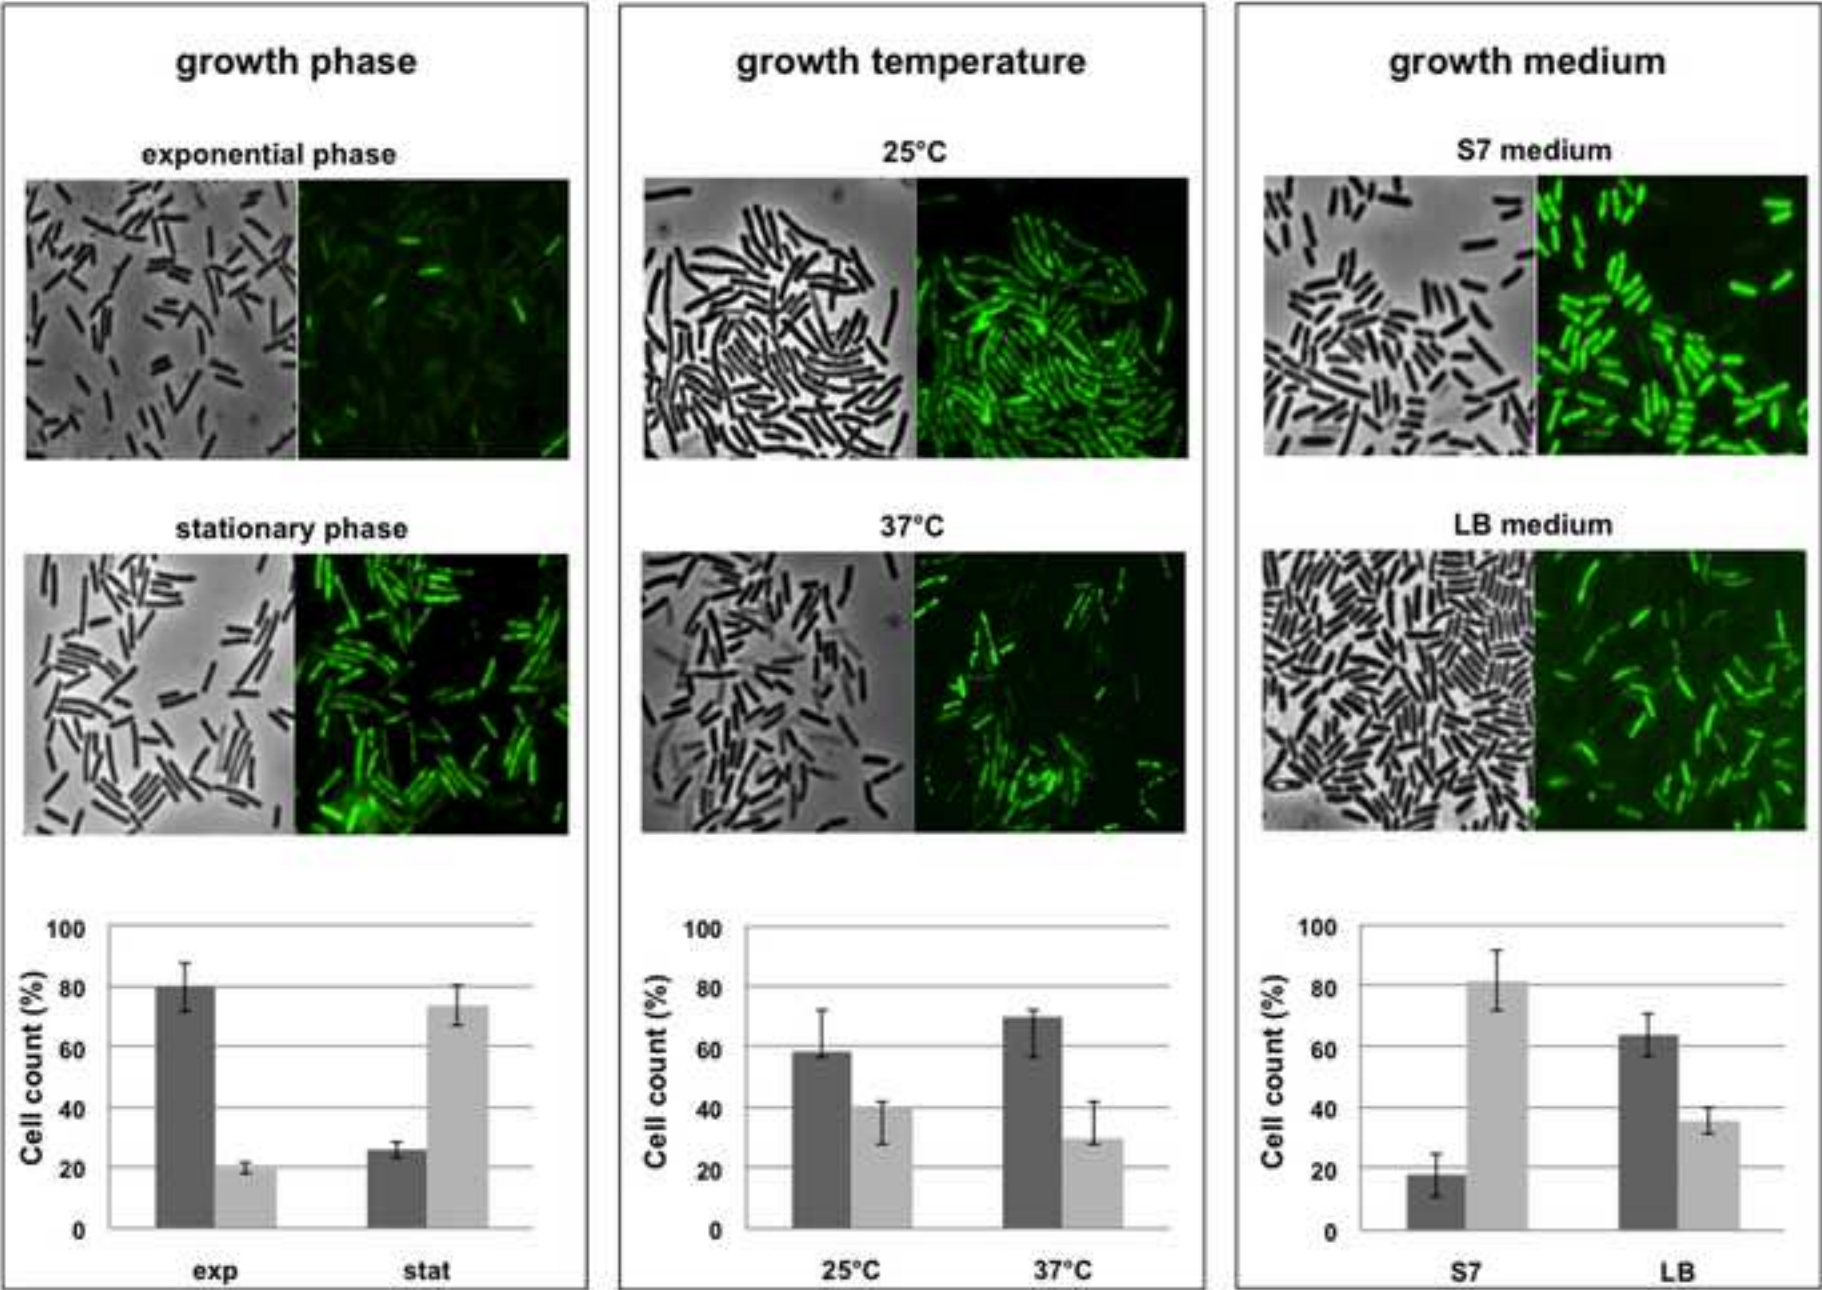 growth phase
exponential phase
stationary phase
100
80
60
40
20
0
Cell count (%)
exp
stat
growth temperature
25°C
37°C
100
80
60
40
20
0
Cell count (%)
25°C
37°C
growth medium
S7 medium
LB medium
100
80
60
40
20
0
Cell count (%)
S7
LB